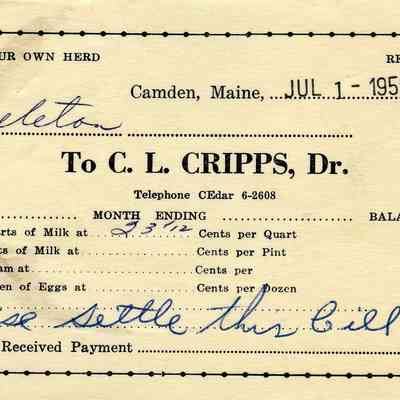 UR OWN HERD RE
Camden, Maine, JUL 1 - 195
eleton
To C. L. CRIPPS, Dr.
Telephone CEdar 6-2608
MONTH ENDING BALA
rts of Milk at 23 1/2 Cents per Quart
ts of Milk at Cents per Pint
am at Cents per
en of Eggs at Cents per Dozen
se settle this bill
Received Payment